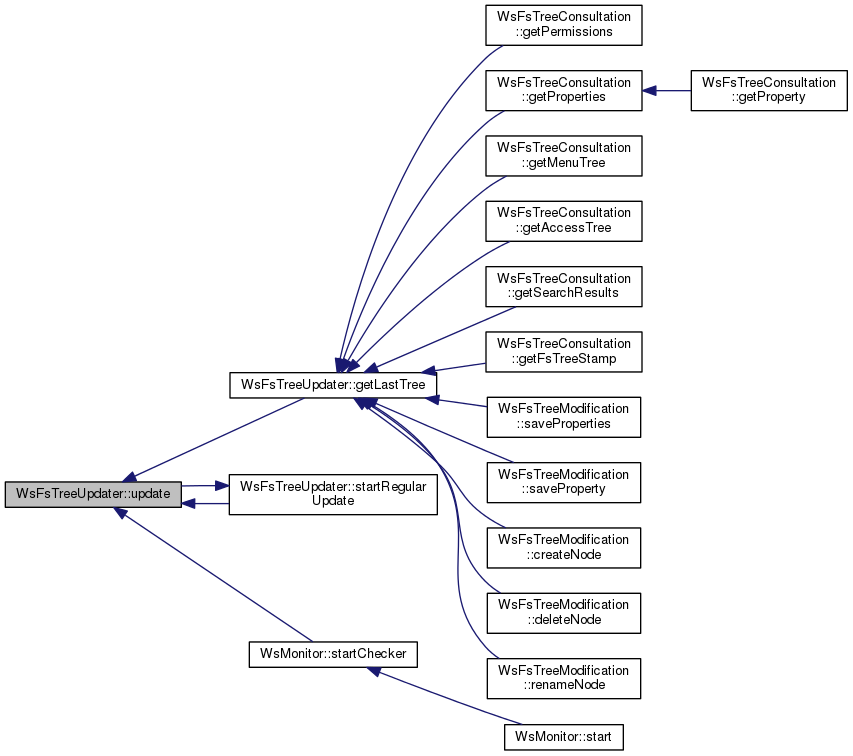 WsFsTreeConsultation
::getPermissions
WsFsTreeConsultation
::getProperties
WsFsTreeConsultation
::getProperty
WsFsTreeConsultation
::getMenuTree
WsFsTreeConsultation
::getAccessTree
WsFsTreeConsultation
::getSearchResults
WsFsTreeConsultation
::getFsTreeStamp
WsFsTreeUpdater::getLastTree
WsFsTreeModification
::saveProperties
WsFsTreeModification
::saveProperty
WsFsTreeUpdater::update
WsFsTreeUpdater::startRegular
Update
WsFsTreeModification
::createNode
WsFsTreeModification
::deleteNode
WsMonitor::startChecker
WsFsTreeModification
::renameNode
WsMonitor::start